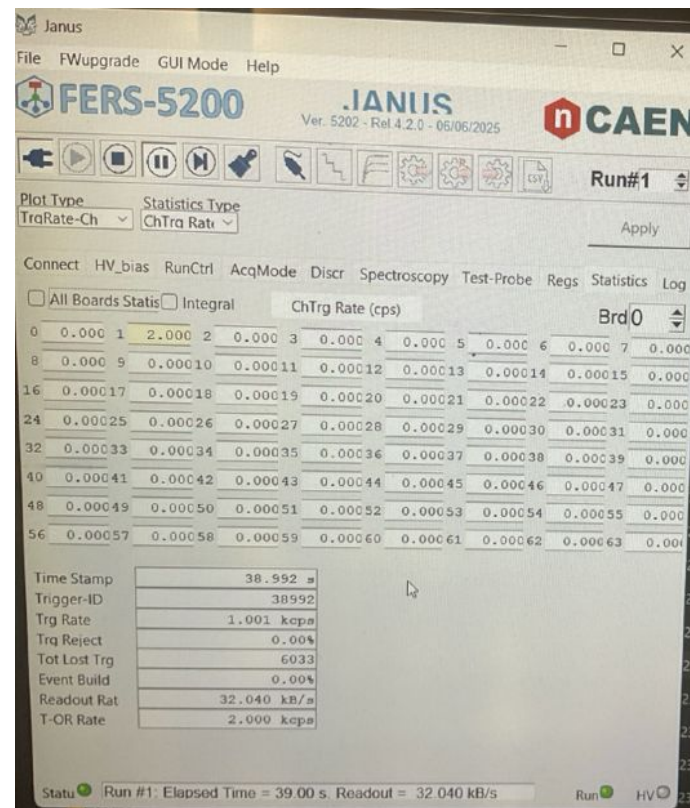 Janus
File FWupgrade GUI Mode Help
FERS-5200
JANUS
Ver. 5202 - Rel 4.2.0 - 06/06/2025
n CAEN
CSV
Run# 1
Plot Type Statistics Type
TrgRate-Ch ChTrg Rate
Apply
Connect HV_bias RunCtrl AcqMode Discr Spectroscopy Test-Probe Regs Statistics Log
All Boards Statis Integral ChTrg Rate (cps) Brd 0
0 0.000 1 2.000 2 0.000 3 0.000 4 0.000 5 0.000 6 0.000 7 0.000
8 0.000 9 0.000 10 0.000 11 0.000 12 0.000 13 0.000 14 0.000 15 0.000
16 0.000 17 0.000 18 0.000 19 0.000 20 0.000 21 0.000 22 0.000 23 0.000
24 0.000 25 0.000 26 0.000 27 0.000 28 0.000 29 0.000 30 0.000 31 0.000
32 0.000 33 0.000 34 0.000 35 0.000 36 0.000 37 0.000 38 0.000 39 0.000
40 0.000 41 0.000 42 0.000 43 0.000 44 0.000 45 0.000 46 0.000 47 0.000
48 0.000 49 0.000 50 0.000 51 0.000 52 0.000 53 0.000 54 0.000 55 0.000
56 0.000 57 0.000 58 0.000 59 0.000 60 0.000 61 0.000 62 0.000 63 0.000
Time Stamp 38.992 s
Trigger-ID 38992
Trg Rate 1.001 kcps
Trg Reject 0.00%
Tot Lost Trg 6033
Event Build 0.00%
Readout Rat 32.040 kB/s
T-OR Rate 2.000 kcps
Statu Run #1: Elapsed Time = 39.00 s. Readout = 32.040 kB/s Run HV